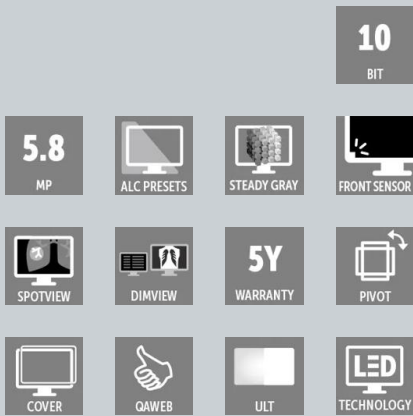 10
BIT
5.8
MP
ALC PRESETS
STEADY GRAY
FRONT SENSOR
SPOTVIEW
DIMVIEW
5Y
WARRANTY
PIVOT
COVER
QAWEB
ULT
LED
TECHNOLOGY